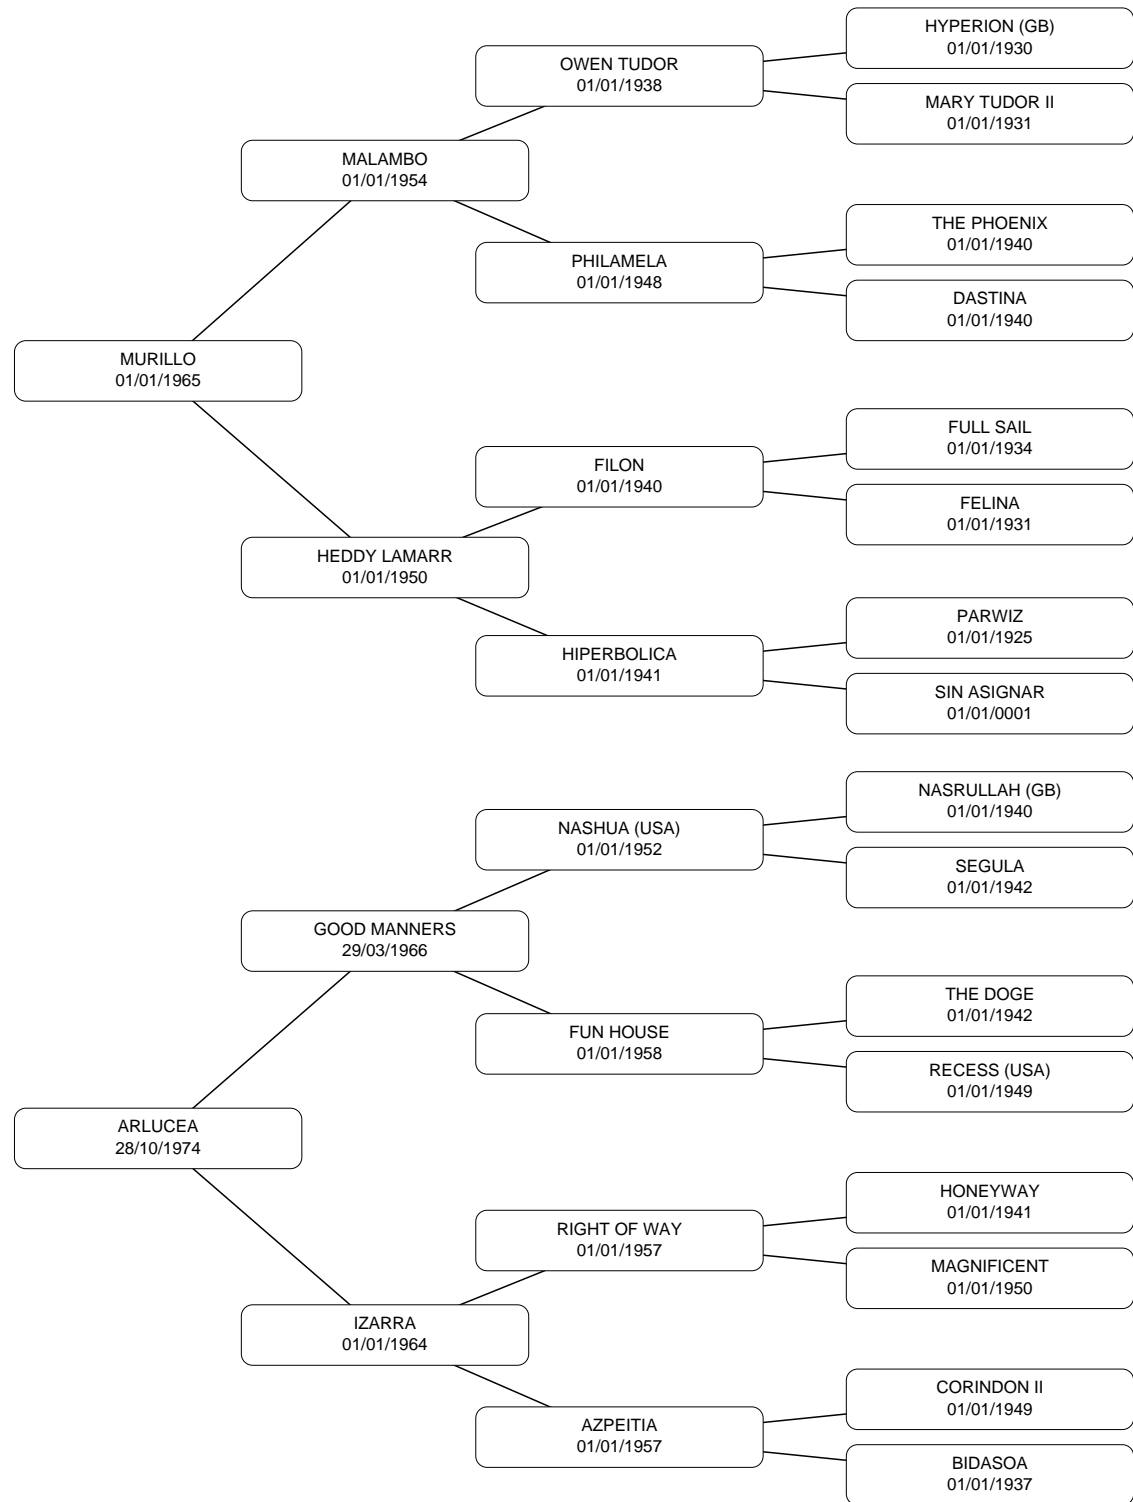 HYPERION (GB)
01/01/1930
OWEN TUDOR
01/01/1938
MARY TUDOR II
01/01/1931
MALAMBO
01/01/1954
THE PHOENIX
01/01/1940
PHILAMELA
01/01/1948
DASTINA
01/01/1940
MURILLO
01/01/1965
FULL SAIL
01/01/1934
FILON
01/01/1940
FELINA
01/01/1931
HEDDY LAMARR
01/01/1950
PARWIZ
01/01/1925
HIPERBOLICA
01/01/1941
SIN ASIGNAR
01/01/0001
NASRULLAH (GB)
01/01/1940
NASHUA (USA)
01/01/1952
SEGULA
01/01/1942
GOOD MANNERS
29/03/1966
THE DOGE
01/01/1942
FUN HOUSE
01/01/1958
RECESS (USA)
01/01/1949
ARLUCEA
28/10/1974
HONEYWAY
01/01/1941
RIGHT OF WAY
01/01/1957
MAGNIFICENT
01/01/1950
IZARRA
01/01/1964
CORINDON II
01/01/1949
AZPEITIA
01/01/1957
BIDASOA
01/01/1937